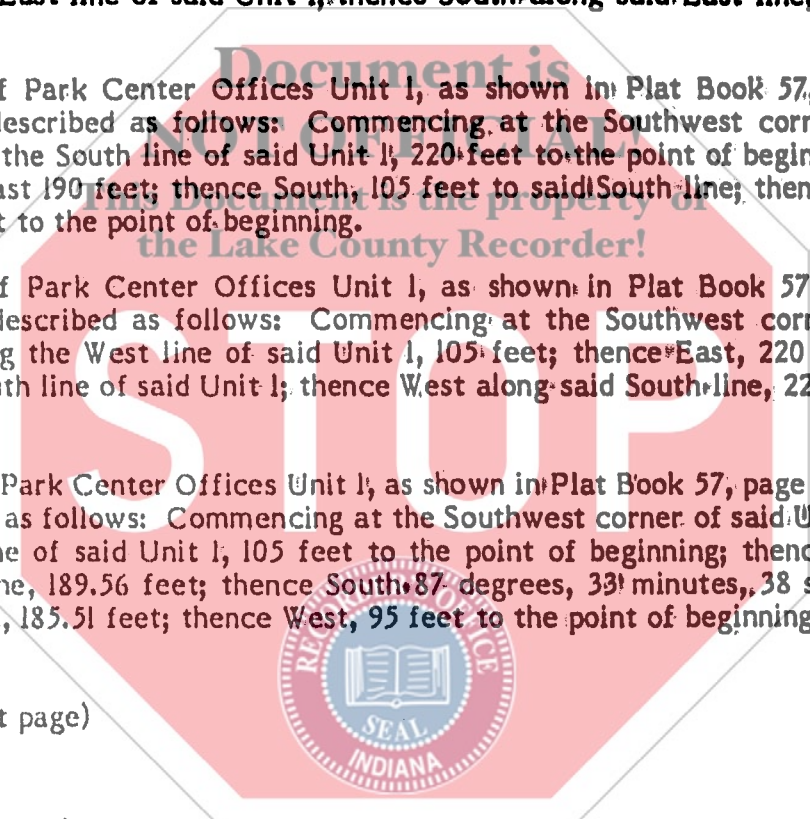 East line of said Unit 1, thence South along said East line,
Document is
NOT OFFICIAL!
This Document is the property of
the Lake County Recorder!
f Park Center Offices Unit 1, as shown in Plat Book 57,
described as follows: Commencing at the Southwest corn
the South line of said Unit 1, 220 feet to the point of begin
ast 190 feet; thence South, 105 feet to said South line; then
t to the point of beginning.
f Park Center Offices Unit 1, as shown in Plat Book 57
described as follows: Commencing at the Southwest corn
g the West line of said Unit 1, 105 feet; thence East, 220
th line of said Unit 1; thence West along said South line, 22
STOP
Park Center Offices Unit 1, as shown in Plat Book 57, page
as follows: Commencing at the Southwest corner of said U
ne of said Unit 1, 105 feet to the point of beginning; thenc
ne, 189.56 feet; thence South 87 degrees, 33 minutes, 38 s
, 185.51 feet; thence West, 95 feet to the point of beginning
t page)
RECORDER'S OFFICE
SEAL
INDIANA